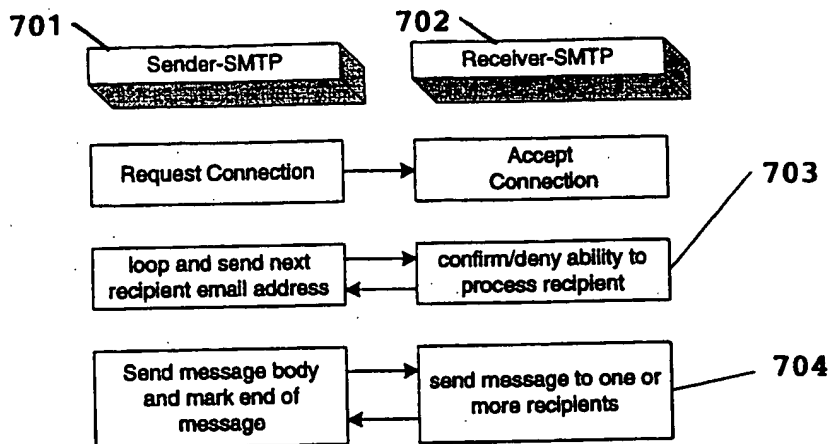 701
702
Sender-SMTP
Receiver-SMTP
Request Connection
Accept
Connection
703
loop and send next
recipient email address
confirm/deny ability to
process recipient
Send message body
and mark end of
message
send message to one or
more recipients
704